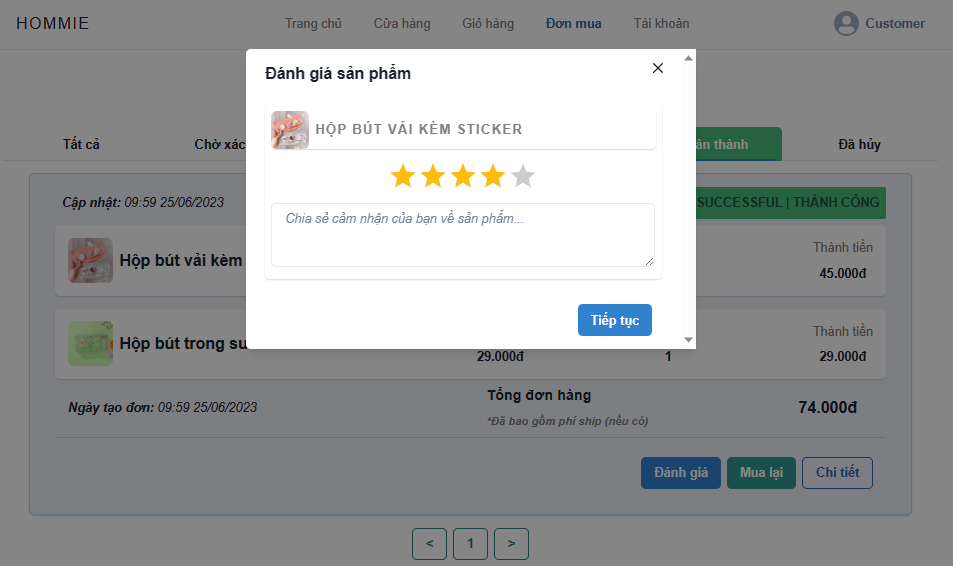 HOMMIE Trang chủ Cửa hàng Giỏ hàng Đơn mua Tài khoản Customer
Đánh giá sản phẩm
HỘP BÚT VẢI KÈM STICKER
Chia sẻ cảm nhận của bạn về sản phẩm...
Tiếp tục
Tất cả Chờ xác thành Đã hủy
Cập nhật: 09:59 25/06/2023 SUCCESSFUL | THÀNH CÔNG
Hộp bút vải kèm Thành tiền
45.000đ
Hộp bút trong su Thành tiền
29.000đ 1 29.000đ
Ngày tạo đơn: 09:59 25/06/2023 Tổng đơn hàng 74.000đ
*Đã bao gồm phí ship (nếu có)
Đánh giá Mua lại Chi tiết
< 1 >